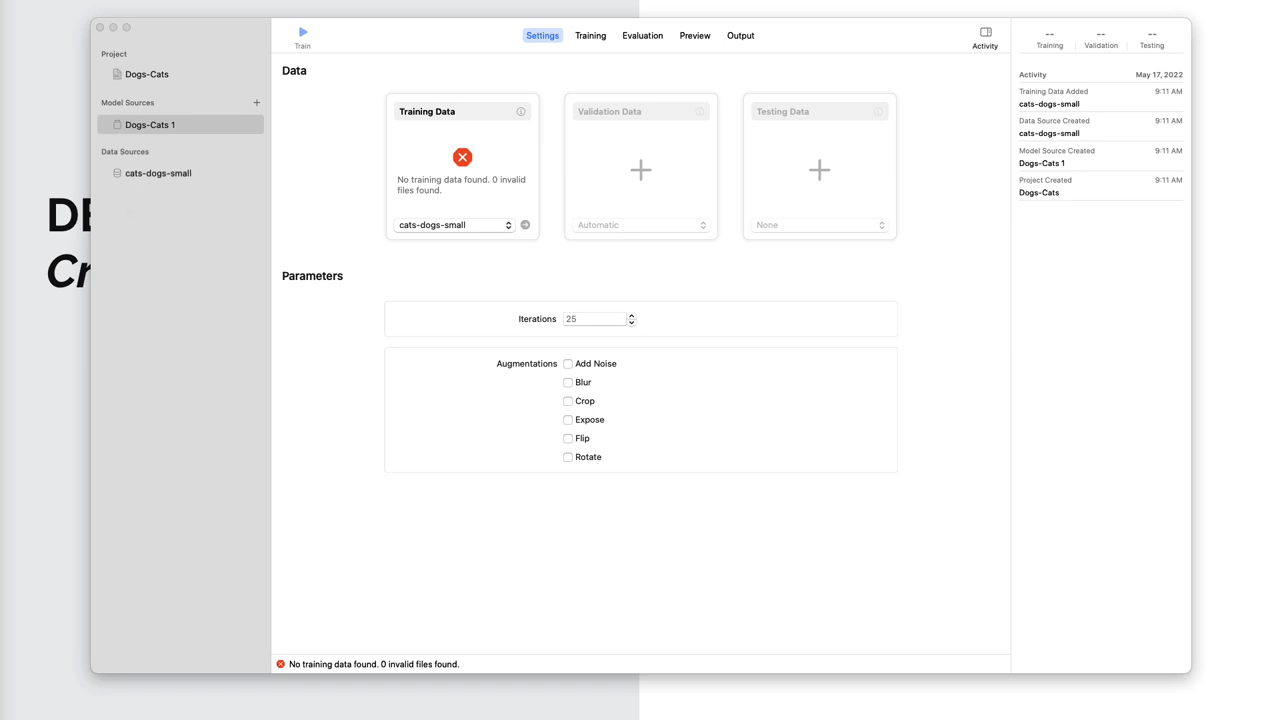 DE
Cr
Project
Dogs-Cats
Model Sources
Dogs-Cats 1
Data Sources
cats-dogs-small
Train
Settings Training Evaluation Preview Output
Activity
Data
Training Data
No training data found. 0 invalid
files found.
cats-dogs-small
Validation Data
Automatic
Testing Data
None
Parameters
Iterations 25
Augmentations Add Noise
Blur
Crop
Expose
Flip
Rotate
No training data found. 0 invalid files found.
-- -- --
Training Validation Testing
Activity May 17, 2022
Training Data Added 9:11 AM
cats-dogs-small
Data Source Created 9:11 AM
cats-dogs-small
Model Source Created 9:11 AM
Dogs-Cats 1
Project Created 9:11 AM
Dogs-Cats